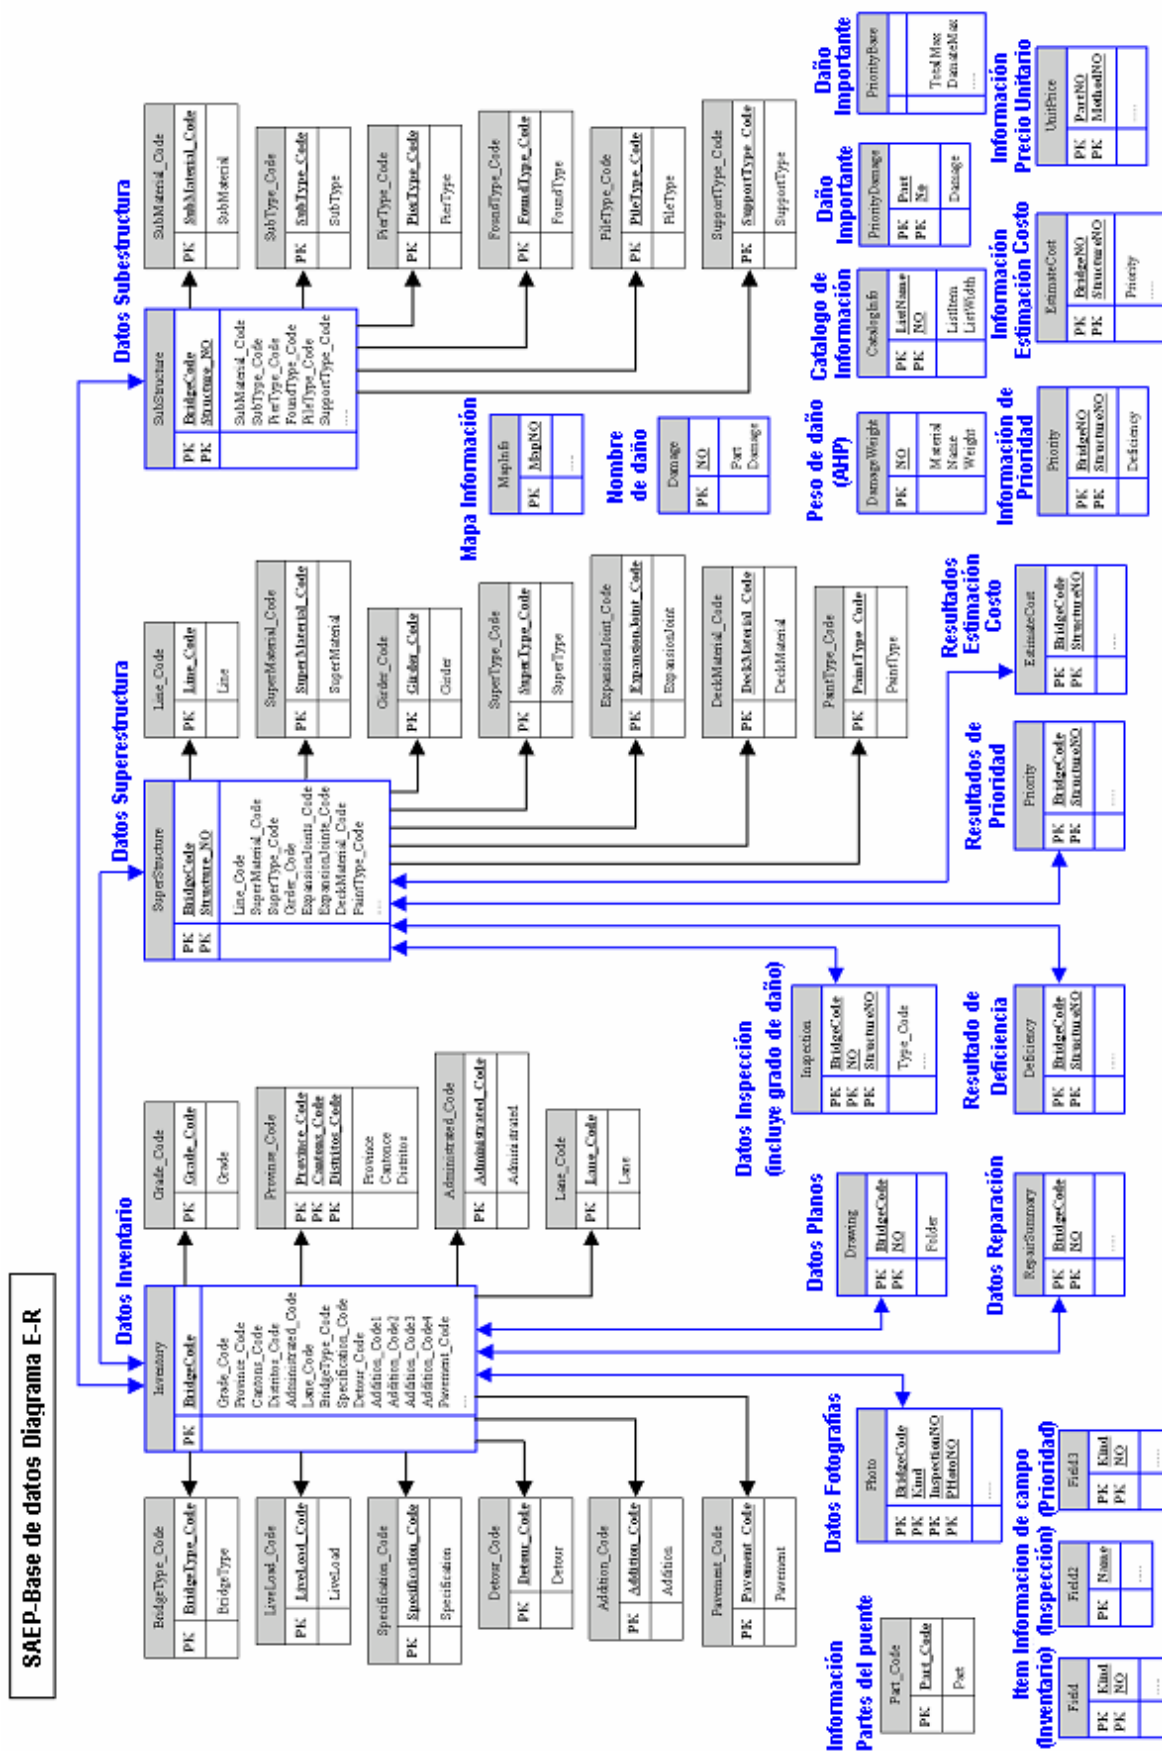 SAEP-Base de datos Diagrama E-R
BridgeType_Code
PK
BridgeType_Code
BridgeType
LiveLoad_Code
PK
LiveLoad_Code
LiveLoad
Specification_Code
PK
Specification_Code
Specification
Detour_Code
PK
Detour_Code
Detour
Addition_Code
PK
Addition_Code
Addition
Pavement_Code
PK
Pavement_Code
Pavement
Datos Inventario
Inventory
PK
BridgeCode
Grade_Code
Province_Code
Cantons_Code
Distritos_Code
Administrated_Code
Lane_Code
BridgeType_Code
Specification_Code
Detour_Code
Addition_Code1
Addition_Code2
Addition_Code3
Addition_Code4
Pavement_Code
...
Grade_Code
PK
Grade_Code
Grade
Province_Code
PK
Province_Code
PK
Cantons_Code
PK
Distritos_Code
Province
Cantonce
Distritos
Administrated_Code
PK
Administrated_Code
Administrated
Lane_Code
PK
Lane_Code
Lane
Datos Superestructura
SuperStructure
PK
BridgeCode
PK
Structure_NO
Line_Code
SuperMaterial_Code
SuperType_Code
Girder_Code
ExpansionJoints_Code
ExpansionJointe_Code
DeckMaterial_Code
PaintType_Code
...
Line_Code
PK
Line_Code
Line
SuperMaterial_Code
PK
SuperMaterial_Code
SuperMaterial
Girder_Code
PK
Girder_Code
Girder
SuperType_Code
PK
SuperType_Code
SuperType
ExpansionJoint_Code
PK
ExpansionJoint_Code
ExpansionJoint
DeckMaterial_Code
PK
DeckMaterial_Code
DeckMaterial
PaintType_Code
PK
PaintType_Code
PaintType
Datos Subestructura
SubStructure
PK
BridgeCode
PK
Structure_NO
SubMaterial_Code
SubType_Code
PierType_Code
FoundType_Code
PileType_Code
SupportType_Code
....
SubMaterial_Code
PK
SubMaterial_Code
SubMaterial
SubType_Code
PK
SubType_Code
SubType
PierType_Code
PK
PierType_Code
PierType
FoundType_Code
PK
FoundType_Code
FoundType
PileType_Code
PK
PileType_Code
PileType
SupportType_Code
PK
SupportType_Code
SupportType
Mapa Información
MapInfo
PK
MapNO
....
Nombre
de daño
Damage
PK
NO
Part
Damage
Información
Partes del puente
Part_Code
PK
Part_Code
Part
Datos Fotografías
Photo
PK
BridgeCode
PK
Kind
PK
InspectionNO
PK
PHotoNO
....
Datos Planos
Drawing
PK
BridgeCode
PK
NO
Folder
Datos Inspección
(incluye grado de daño)
Inspection
PK
BridgeCode
PK
NO
PK
StructureNO
Type_Code
....
Peso de daño
(AHP)
DamageWeight
PK
NO
Material
Name
Weight
Catalogo de
Información
CatalogInfo
PK
ListName
PK
NO
ListItem
ListWidth
Daño
Importante
PriorityDamage
PK
Part
PK
No
Damage
Daño
Importante
PriorityBase
TotalMax
DamateMax
....
Item Informacion de campo
(Inventario) (Inspección) (Prioridad)
Field
PK
Kind
PK
NO
....
Field2
PK
Name
....
Field3
PK
Kind
PK
NO
....
Datos Reparación
RepairSummary
PK
BridgeCode
PK
NO
....
Resultado de
Deficiencia
Deficiency
PK
BridgeCode
PK
StructureNO
....
Resultados de
Prioridad
Priority
PK
BridgeCode
PK
StructureNO
....
Resultados
Estimación
Costo
EstimateCost
PK
BridgeCode
PK
StructureNO
....
Información de
Prioridad
Priority
PK
BridgeNO
PK
StructureNO
Deficiency
Información
Estimación Costo
EstimateCost
PK
BridgeNO
PK
StructureNO
Priority
....
Información
Precio Unitario
UnitPrice
PK
PartNO
PK
MethodNO
....